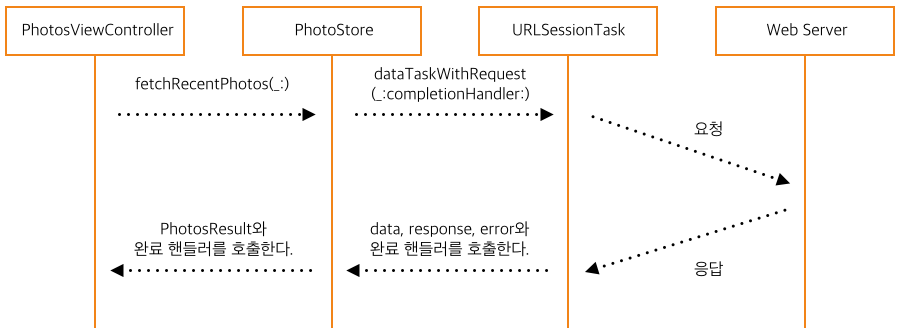 PhotosViewController
PhotoStore
URLSessionTask
Web Server
fetchRecentPhotos(_:)
dataTaskWithRequest
(_:completionHandler:)
요청
PhotosResult와
완료 핸들러를 호출한다.
data, response, error와
완료 핸들러를 호출한다.
응답